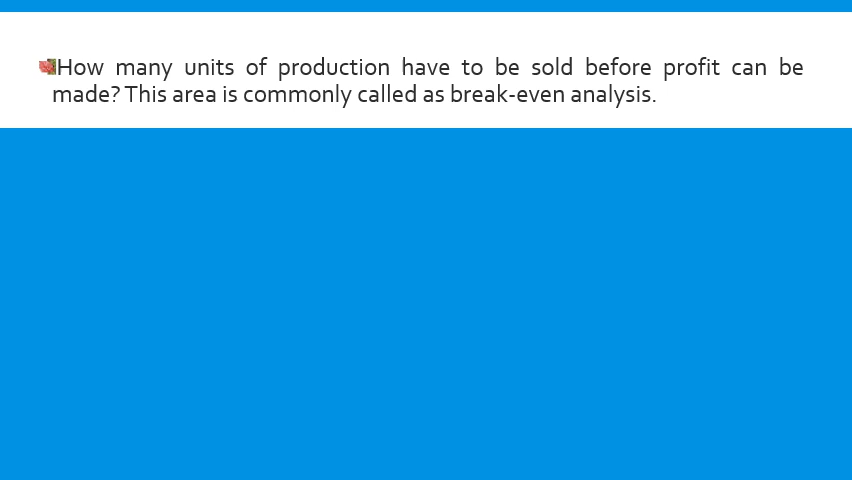 How many units of production have to be sold before profit can be
made? This area is commonly called as break-even analysis.